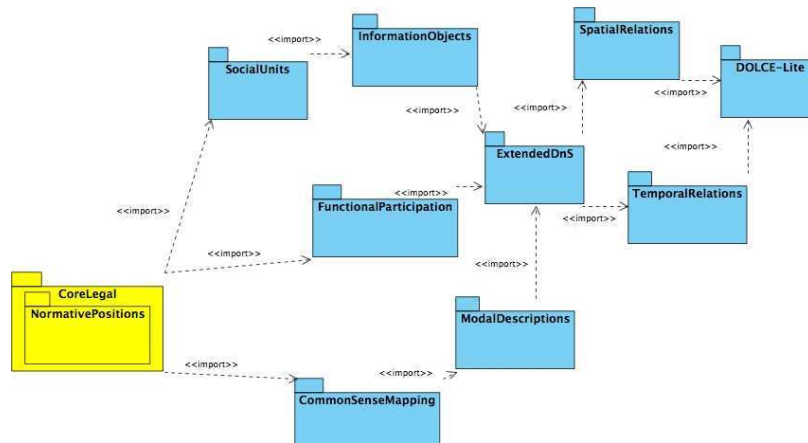 InformationObjects
SpatialRelations
<<import>>
SocialUnits
DOLCE-Lite
<<import>>
<<import>>
<<import>>
ExtendedDnS
<<import>>
<<import>>
TemporalRelations
FunctionalParticipation
<<import>>
<<import>>
<<import>>
<<import>>
CoreLegal
NormativePositions
ModalDescriptions
<<import>>
<<import>>
CommonSenseMapping